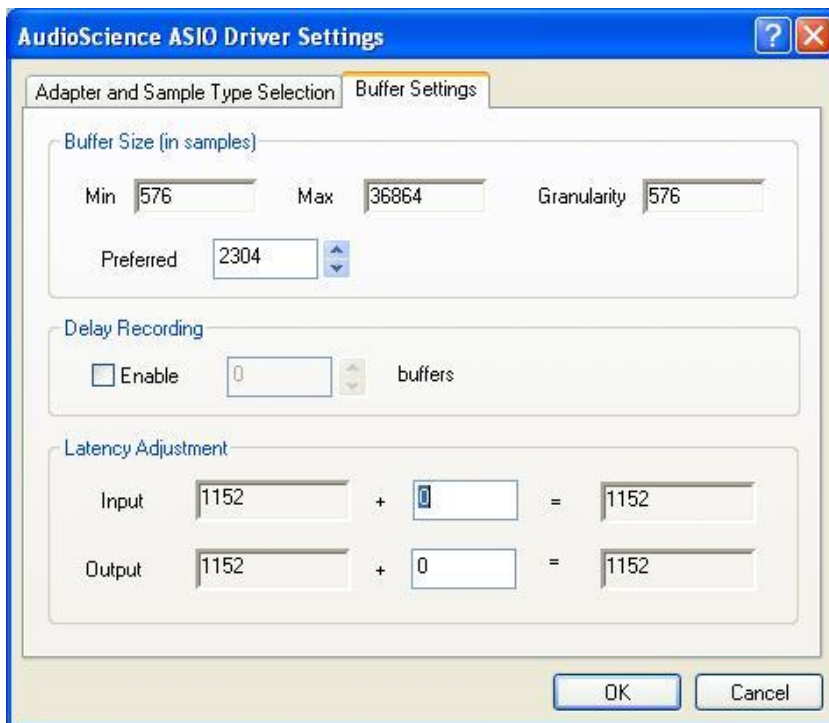 AudioScience ASIO Driver Settings
Adapter and Sample Type Selection Buffer Settings
Buffer Size (in samples)
Min 576 Max 36864 Granularity 576
Preferred 2304
Delay Recording
Enable 0 buffers
Latency Adjustment
Input 1152 + 0 = 1152
Output 1152 + 0 = 1152
OK Cancel